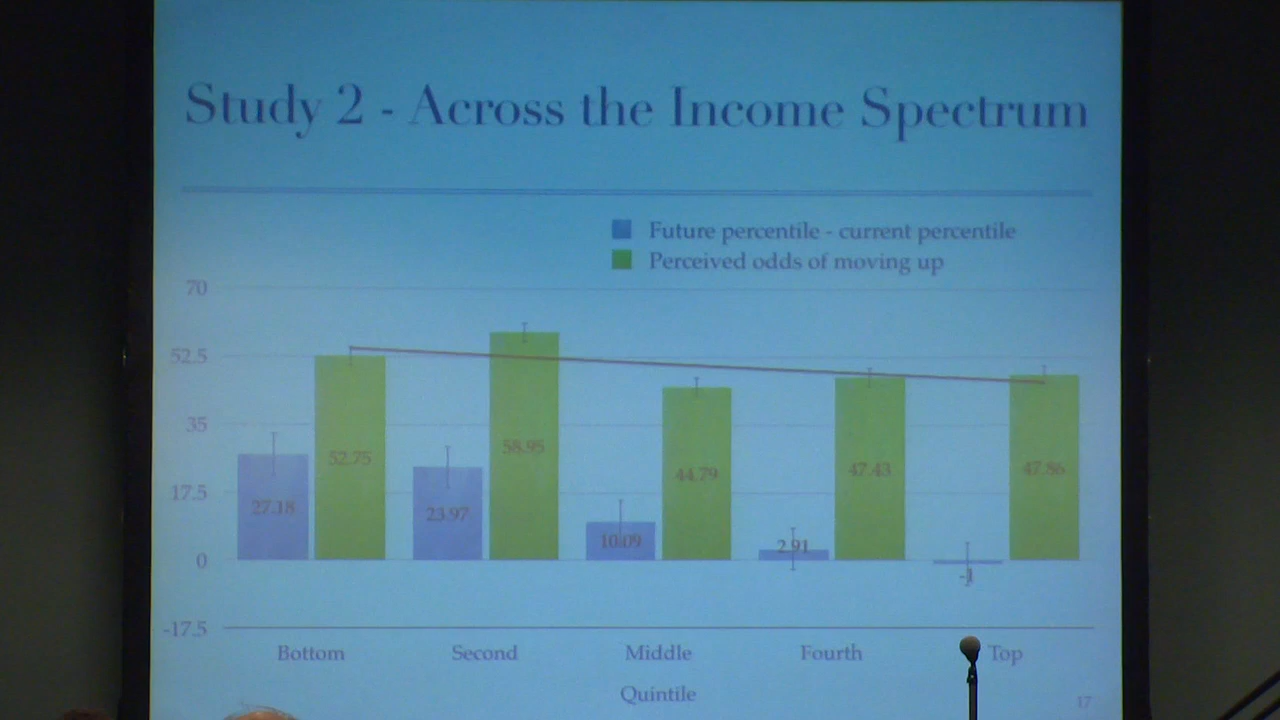 Study 2 - Across the Income Spectrum
Future percentile - current percentile
Perceived odds of moving up
70
52.5
35
17.5
0
-17.5
27.18
52.75
23.97
58.95
10.09
44.79
2.91
47.43
-1
47.86
Bottom
Second
Middle
Fourth
Top
Quintile
17